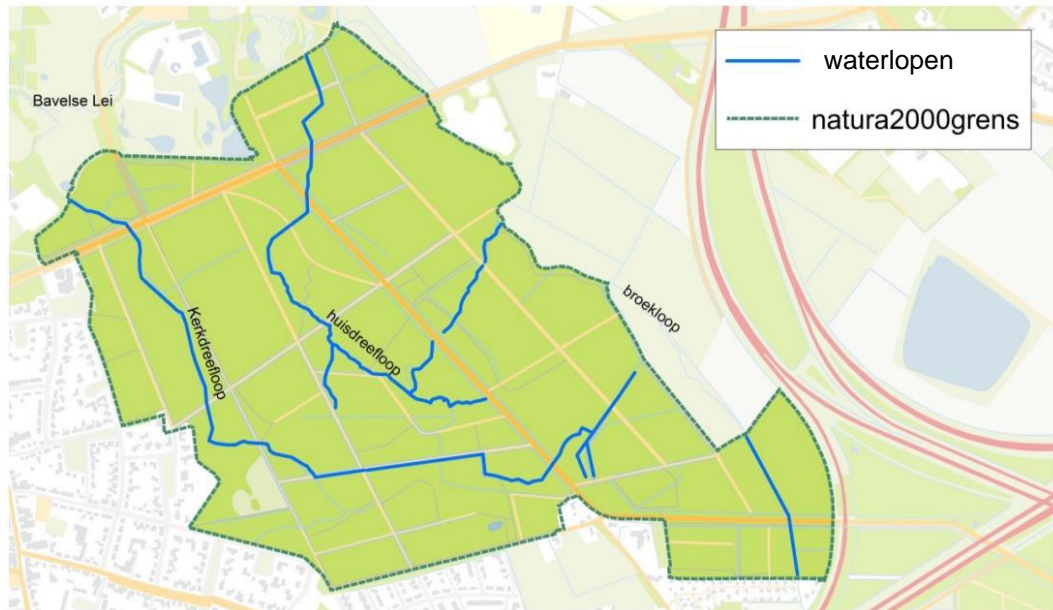 waterlopen
Bavelse Lei
natura2000grens
broekloop
huisdreefloop
Kerkdreefloop